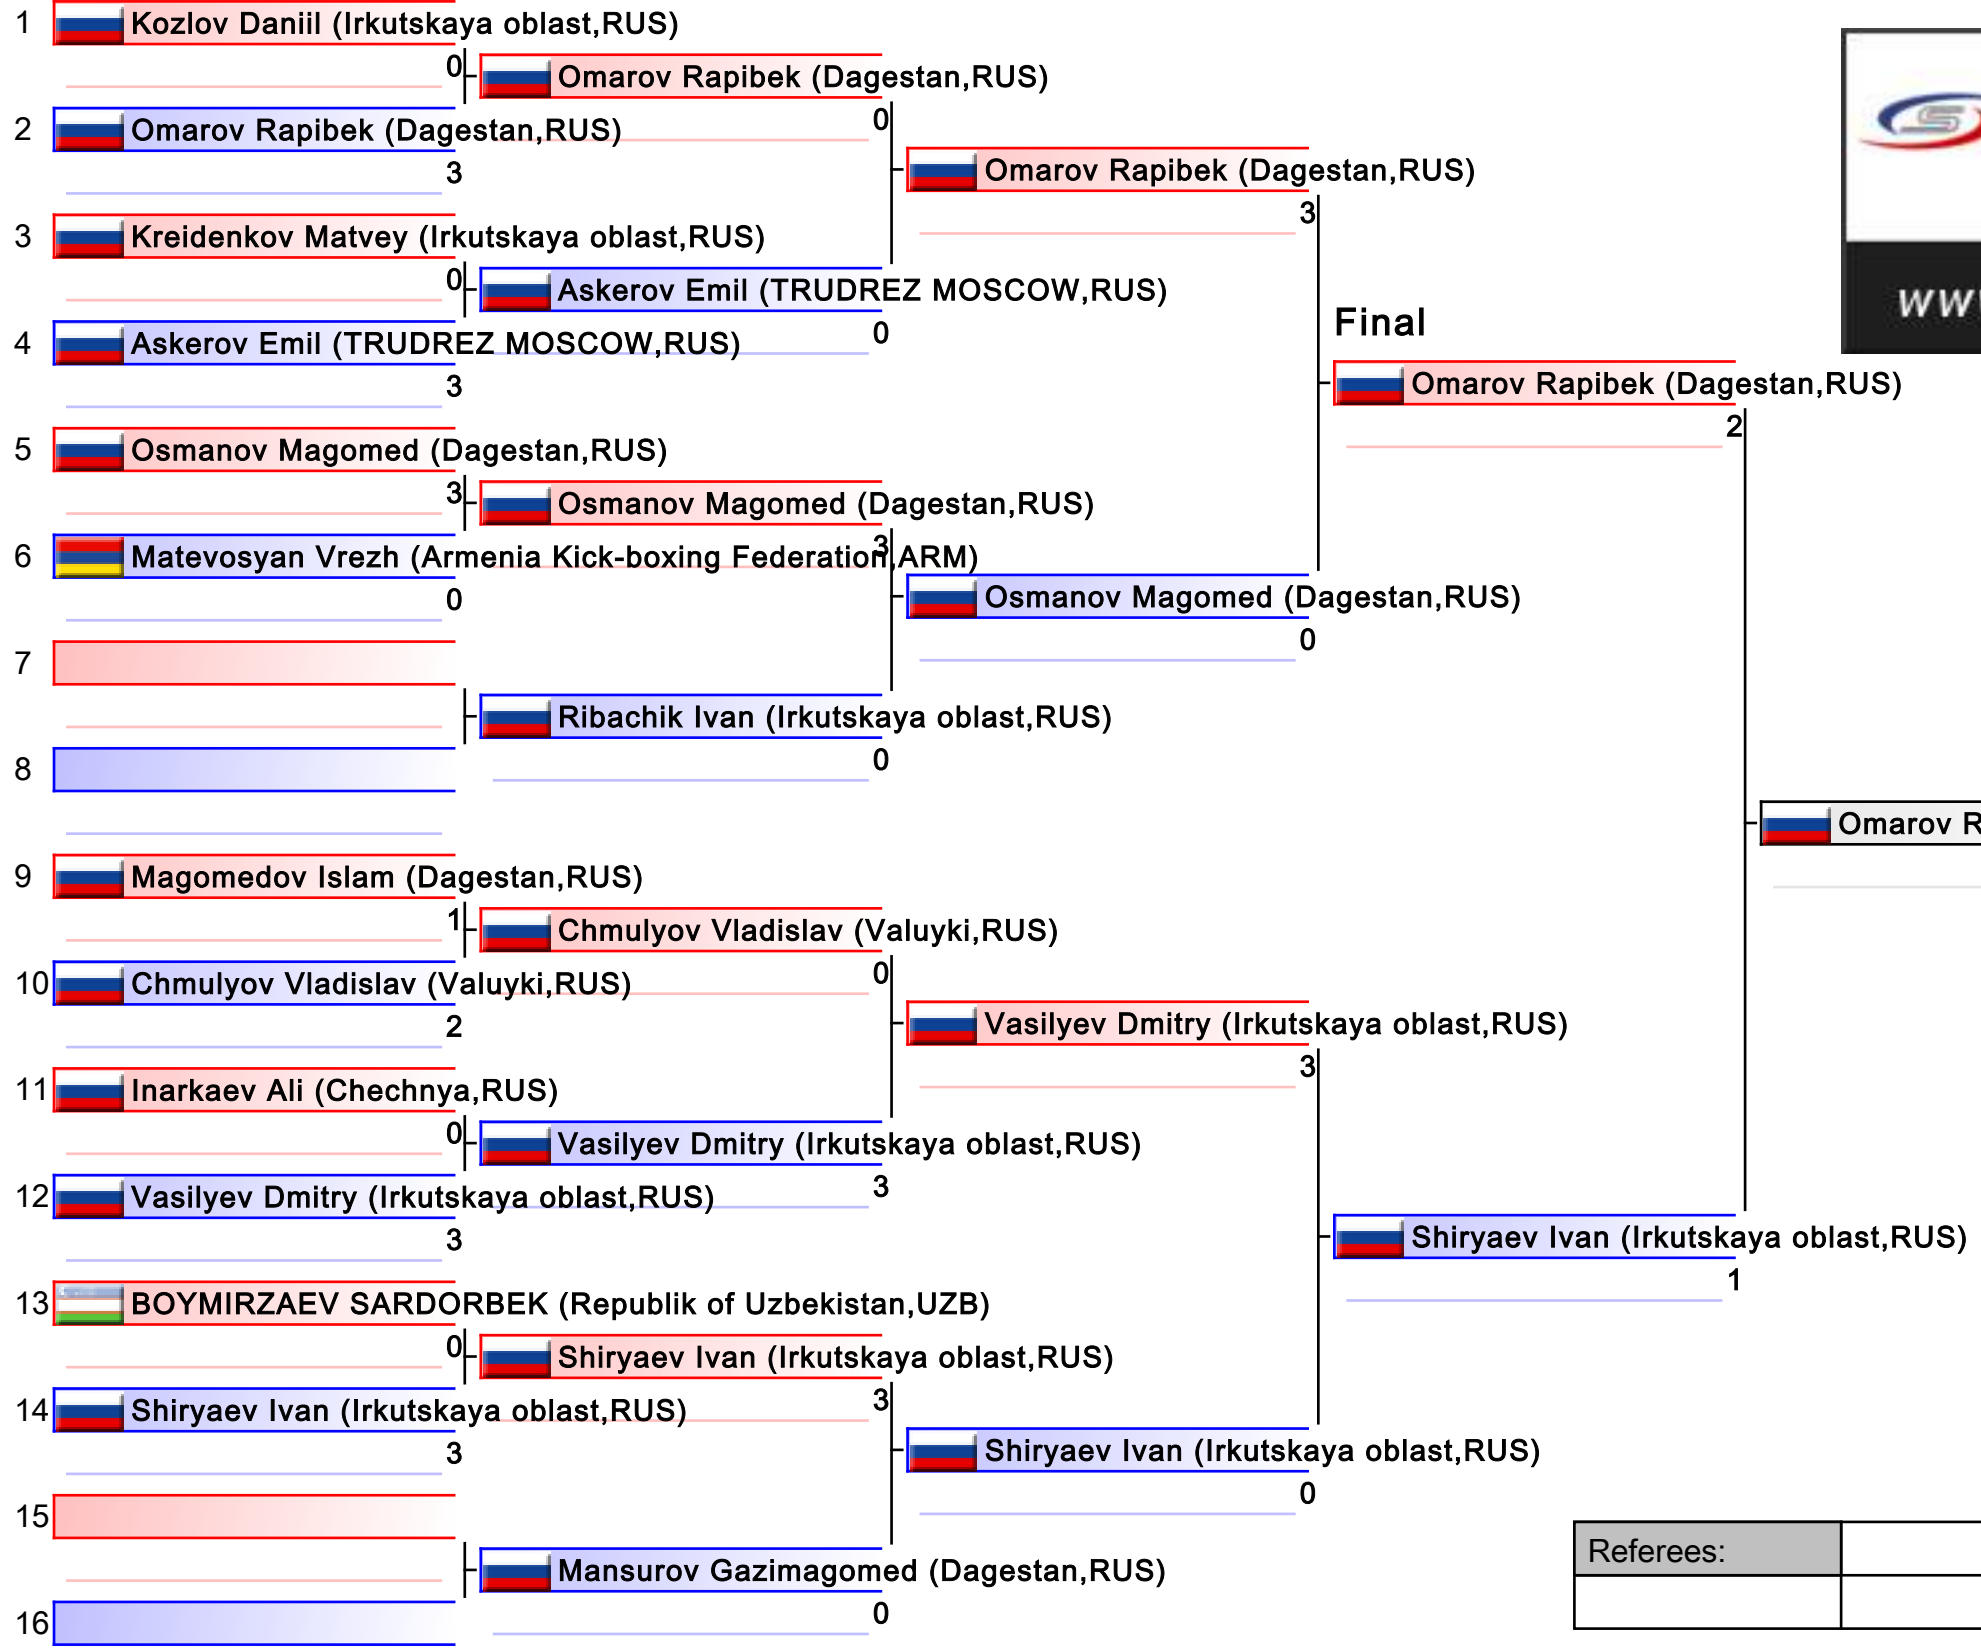 1 Kozlov Daniil (Irkutskaya oblast,RUS)
0 Omarov Rapibek (Dagestan,RUS)
2 Omarov Rapibek (Dagestan,RUS) 0
3 Omarov Rapibek (Dagestan,RUS)
3 Kreidenkov Matvey (Irkutskaya oblast,RUS) 3
0 Askerov Emil (TRUDREZ MOSCOW,RUS)
Final
4 Askerov Emil (TRUDREZ MOSCOW,RUS) 0
3 Omarov Rapibek (Dagestan,RUS)
2
5 Osmanov Magomed (Dagestan,RUS)
3 Osmanov Magomed (Dagestan,RUS)
6 Matevosyan Vrezh (Armenia Kick-boxing Federation,ARM) 3
0 Osmanov Magomed (Dagestan,RUS)
0
7
Ribachik Ivan (Irkutskaya oblast,RUS)
8 0
Omarov R
9 Magomedov Islam (Dagestan,RUS)
1 Chmulyov Vladislav (Valuyki,RUS)
10 Chmulyov Vladislav (Valuyki,RUS) 0
2 Vasilyev Dmitry (Irkutskaya oblast,RUS)
3
11 Inarkaev Ali (Chechnya,RUS)
0 Vasilyev Dmitry (Irkutskaya oblast,RUS)
12 Vasilyev Dmitry (Irkutskaya oblast,RUS) 3
3 Shiryaev Ivan (Irkutskaya oblast,RUS)
1
13 BOYMIRZAEV SARDORBEK (Republik of Uzbekistan,UZB)
0 Shiryaev Ivan (Irkutskaya oblast,RUS)
14 Shiryaev Ivan (Irkutskaya oblast,RUS) 3
3 Shiryaev Ivan (Irkutskaya oblast,RUS)
0
15
Mansurov Gazimagomed (Dagestan,RUS)
Referees:
16 0